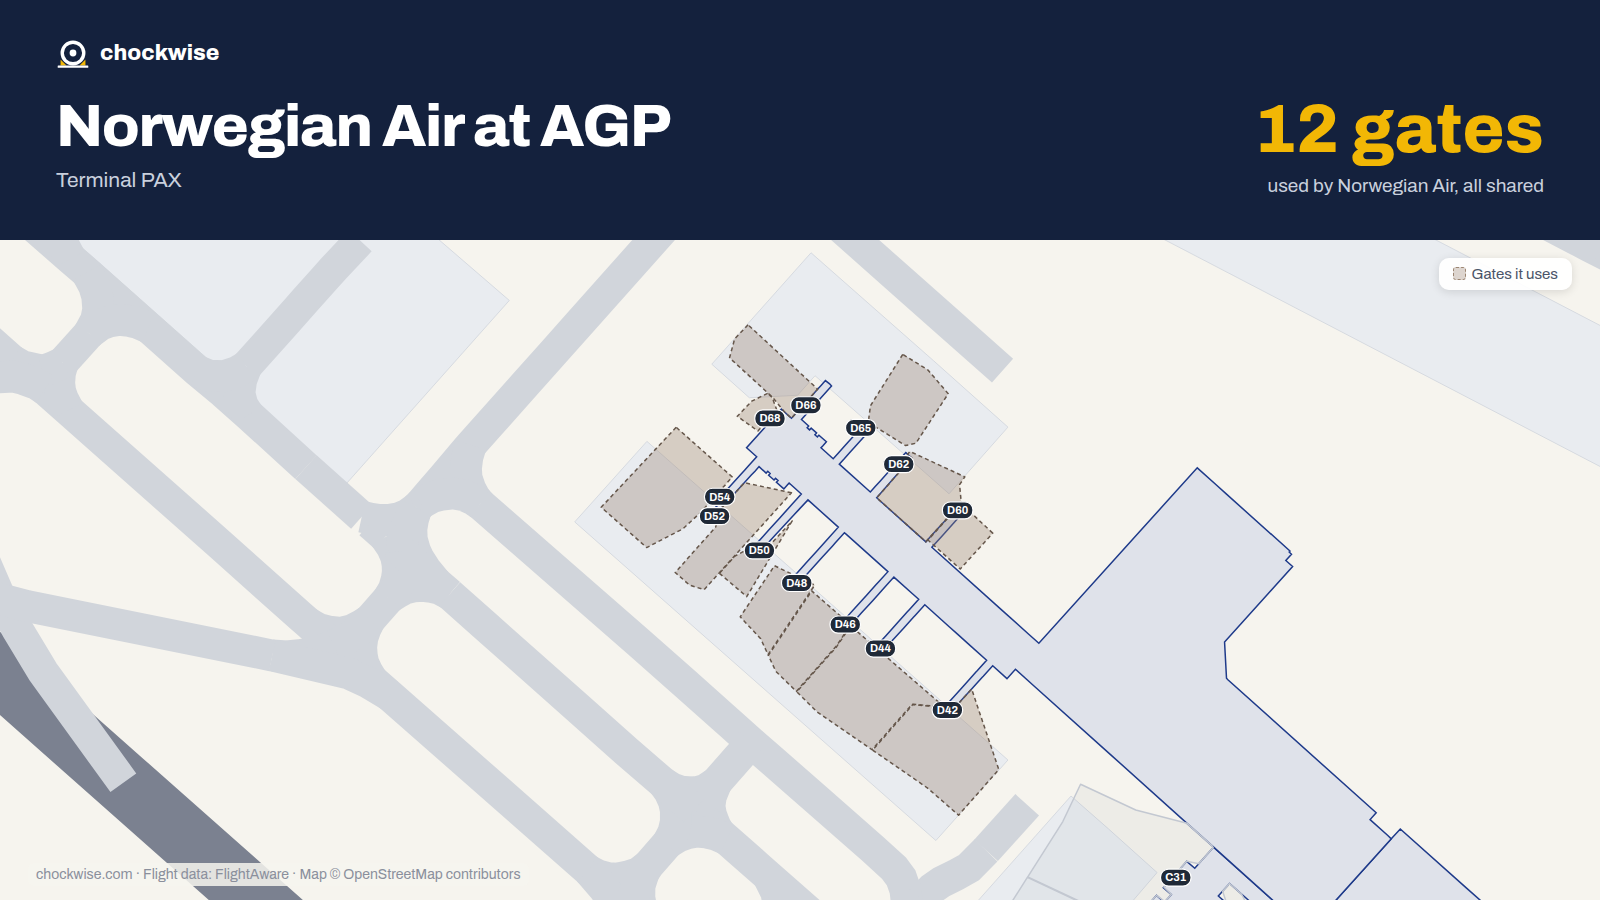 chockwise
Norwegian Air at AGP
Terminal PAX
12 gates
used by Norwegian Air, all shared
Gates it uses
D66
D68
D65
D62
D54
D52
D60
D50
D48
D46
D44
D42
C31
chockwise.com · Flight data: FlightAware · Map © OpenStreetMap contributors